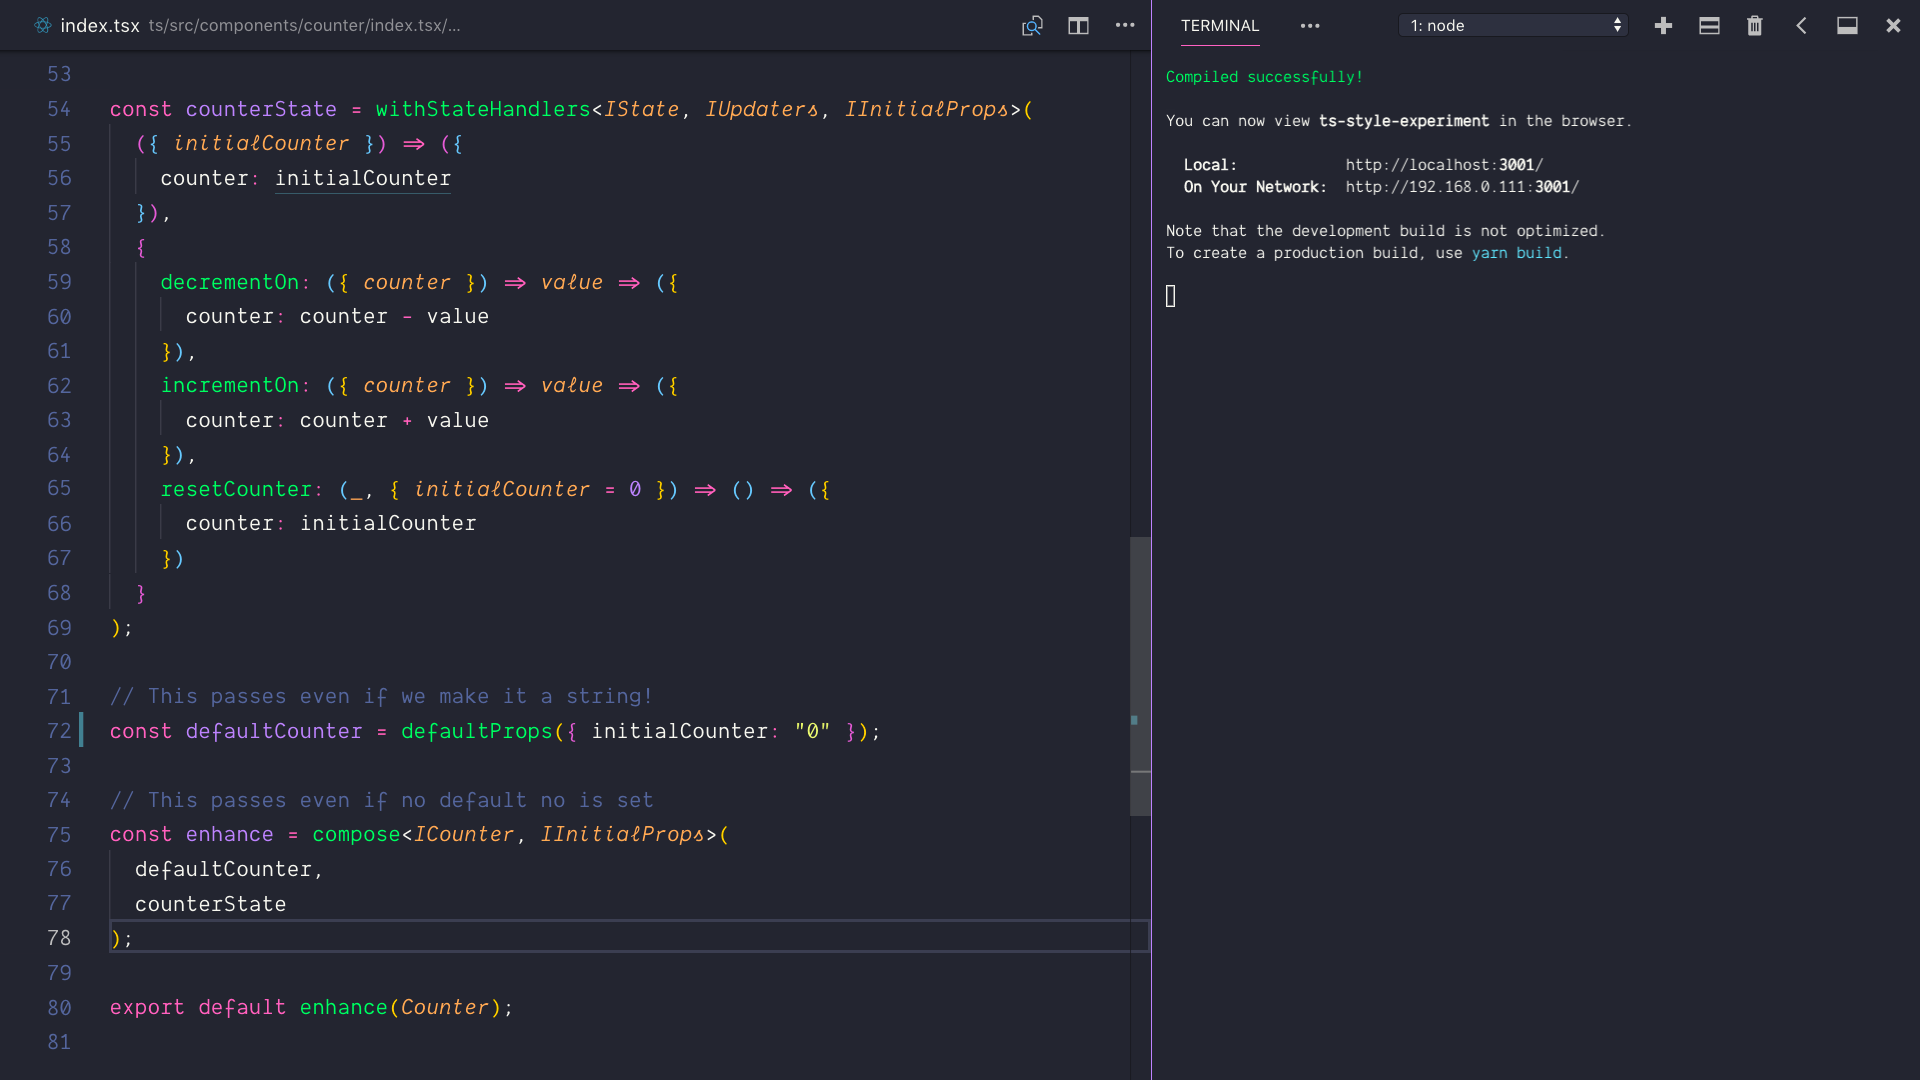 index.tsx ts/src/components/counter/index.tsx/...
53
54 const counterState = withStateHandlers<IState, IUpdaters, IInitialProps>(
55 ({ initialCounter }) => ({
56 counter: initialCounter
57 }),
58 {
59 decrementOn: ({ counter }) => value => ({
60 counter: counter - value
61 }),
62 incrementOn: ({ counter }) => value => ({
63 counter: counter + value
64 }),
65 resetCounter: (_, { initialCounter = 0 }) => () => ({
66 counter: initialCounter
67 })
68 }
69 );
70
71 // This passes even if we make it a string!
72 const defaultCounter = defaultProps({ initialCounter: "0" });
73
74 // This passes even if no default no is set
75 const enhance = compose<ICounter, IInitialProps>(
76 defaultCounter,
77 counterState
78 );
79
80 export default enhance(Counter);
81
TERMINAL ... 1: node
Compiled successfully!
You can now view ts-style-experiment in the browser.
Local: http://localhost:3001/
On Your Network: http://192.168.0.111:3001/
Note that the development build is not optimized.
To create a production build, use yarn build.